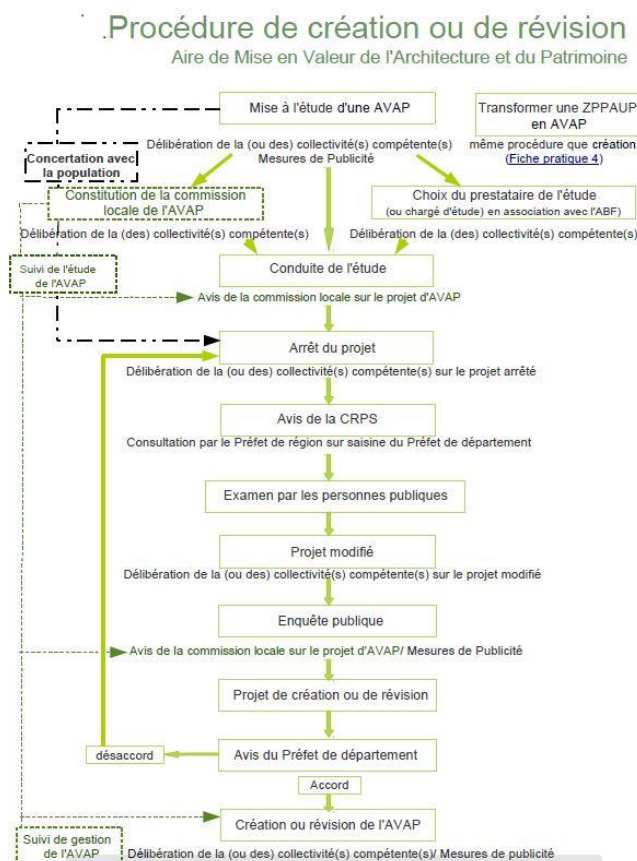 .Procédure de création ou de révision
Aire de Mise en Valeur de l'Architecture et du Patrimoine
Mise à l'étude d'une AVAP
Transformer une ZPPAUP
en AVAP
même procédure que création
(Fiche pratique 4)
Délibération de la (ou des) collectivité(s) compétente(s)
Mesures de Publicité
Concertation avec
la population
Constitution de la commission
locale de l'AVAP
Choix du prestataire de l'étude
(ou chargé d'étude) en association avec l'ABF)
Délibération de la (des) collectivité(s) compétente(s)
Délibération de la (des) collectivité(s) compétente(s)
Suivi de l'étude
de l'AVAP
Conduite de l'étude
Avis de la commission locale sur le projet d'AVAP
Arrêt du projet
Délibération de la (ou des) collectivité(s) compétente(s) sur le projet arrêté
Avis de la CRPS
Consultation par le Préfet de région sur saisine du Préfet de département
Examen par les personnes publiques
Projet modifié
Délibération de la (ou des) collectivité(s) compétente(s) sur le projet modifié
Enquête publique
Avis de la commission locale sur le projet d'AVAP/ Mesures de Publicité
Projet de création ou de révision
désaccord
Avis du Préfet de département
Accord
Création ou révision de l'AVAP
Suivi de gestion
de l'AVAP
Délibération de la (ou des) collectivité(s) compétente(s)/ Mesures de publicité